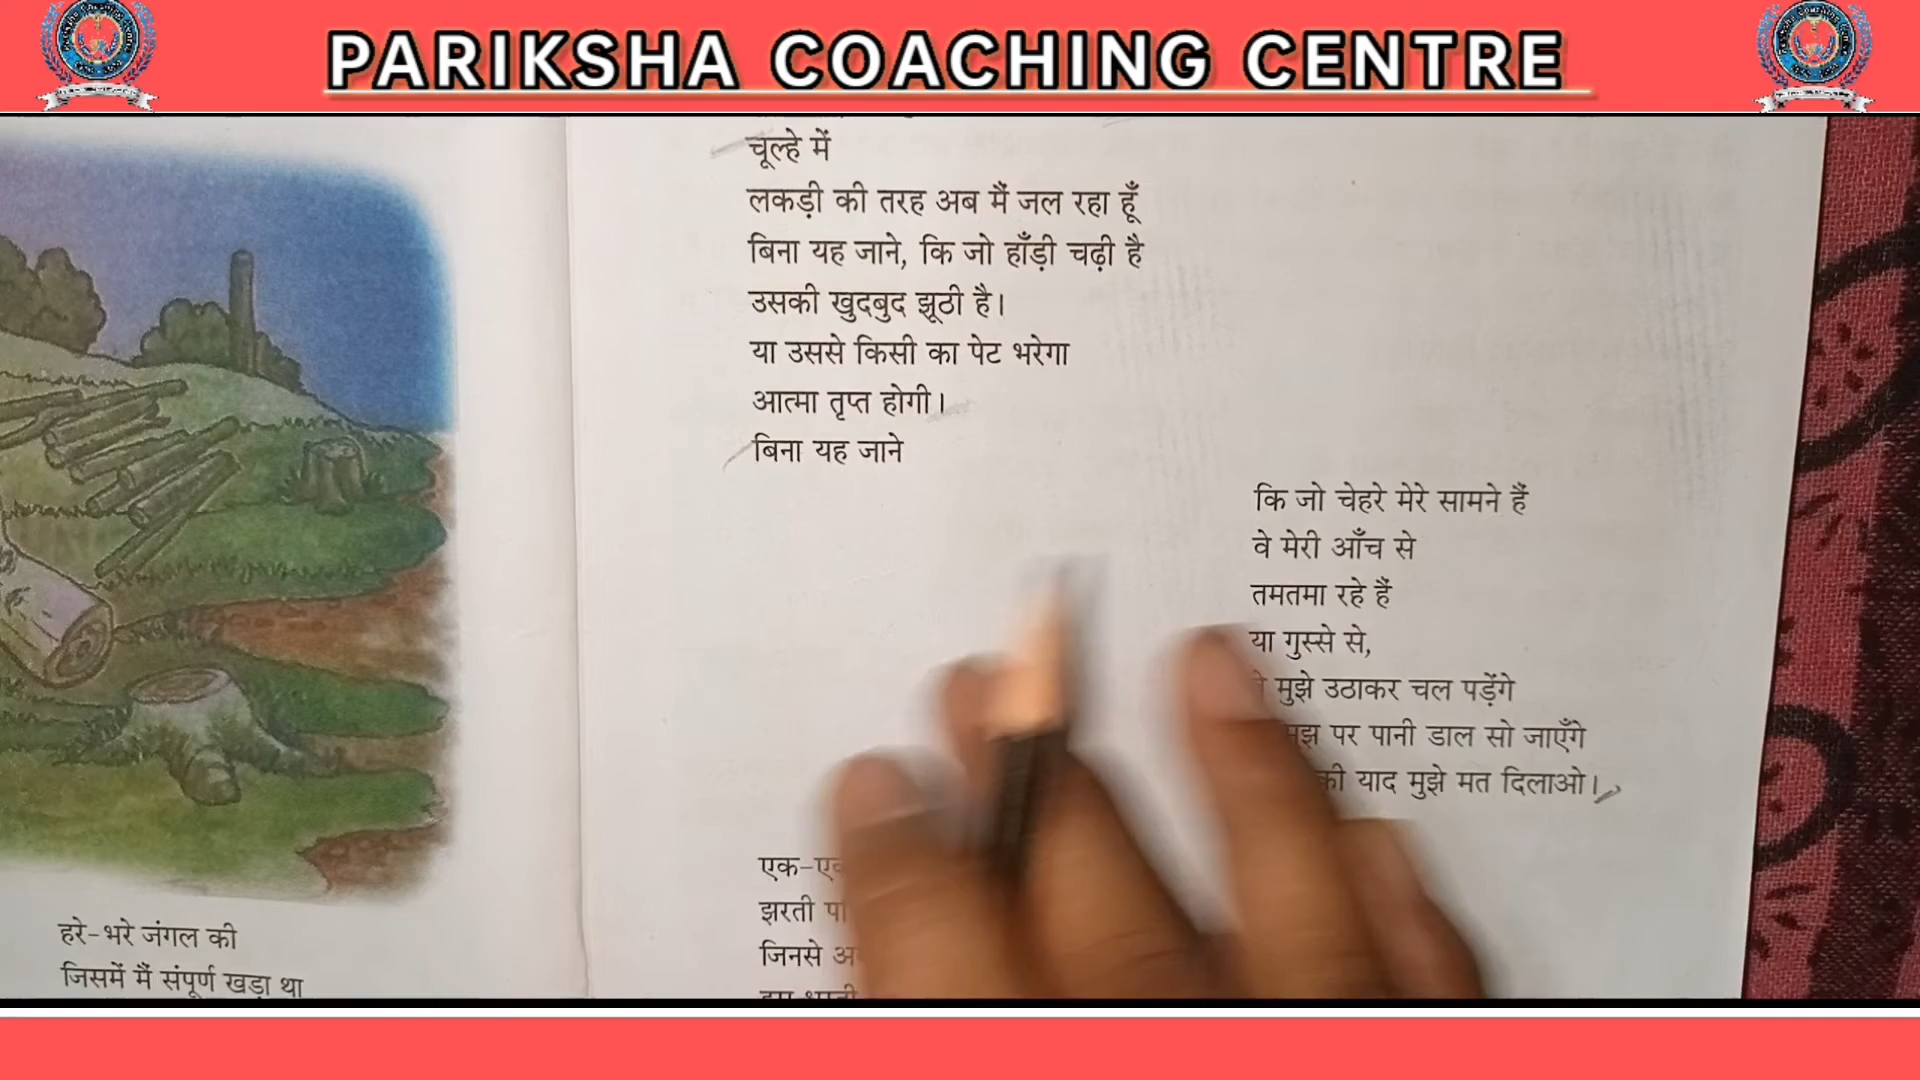 PARIKSHA COACHING CENTRE
चूल्हे में
लकड़ी की तरह अब मैं जल रहा हूँ
बिना यह जाने, कि जो हाँड़ी चढ़ी है
उसकी खुदबुद झूठी है।
या उससे किसी का पेट भरेगा
आत्मा तृप्त होगी।
बिना यह जाने
कि जो चेहरे मेरे सामने हैं
वे मेरी आँच से
तमतमा रहे हैं
या गुस्से से,
मुझे उठाकर चल पड़ेंगे
पर पानी डाल सो जाएँगे
की याद मुझे मत दिलाओ।
झरती
जिनसे
हरे-भरे जंगल की
जिसमें मैं संपूर्ण खड़ा था